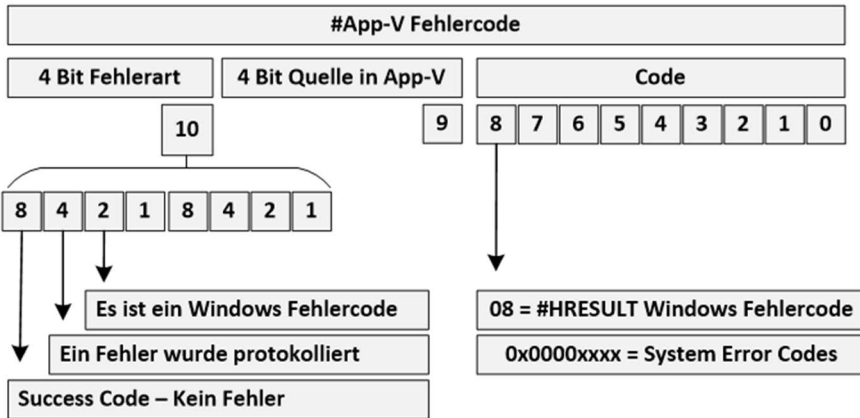 #App-V Fehlercode
4 Bit Fehlerart 4 Bit Quelle in App-V Code
10 9 8 7 6 5 4 3 2 1 0
8 4 2 1 8 4 2 1
Es ist ein Windows Fehlercode 08 = #HRESULT Windows Fehlercode
Ein Fehler wurde protokolliert 0x0000xxxx = System Error Codes
Success Code – Kein Fehler